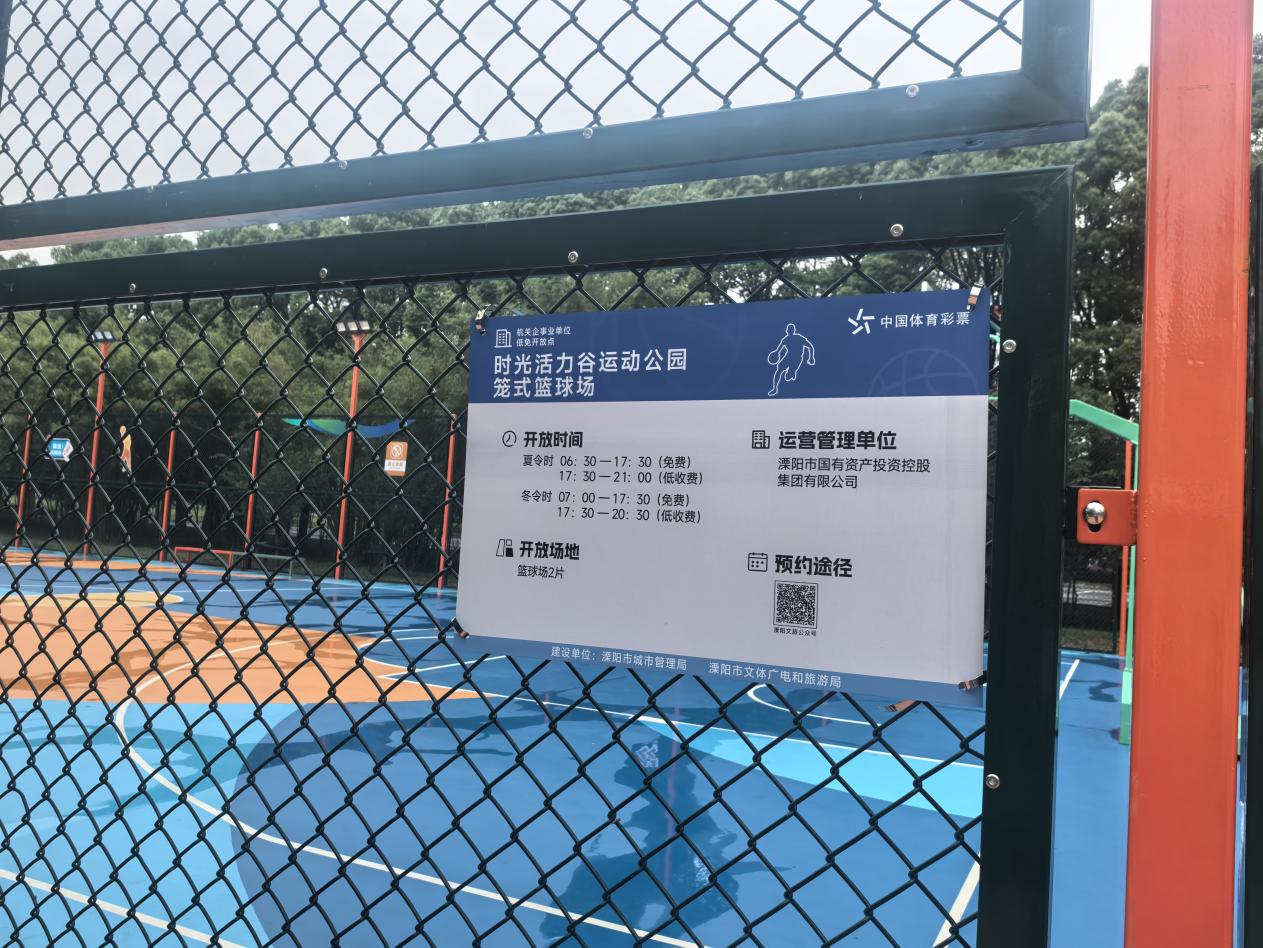 机关企事业单位
低免开放点
时光活力谷运动公园
笼式篮球场
中国体育彩票
开放时间
夏令时 06：30—17：30（免费）
17：30—21：00（低收费）
冬令时 07：00—17：30（免费）
17：30—20：30（低收费）
开放场地
篮球场2片
运营管理单位
溧阳市国有资产投资控股
集团有限公司
预约途径
溧阳文旅公众号
建设单位：溧阳市城市管理局 溧阳市文体广电和旅游局